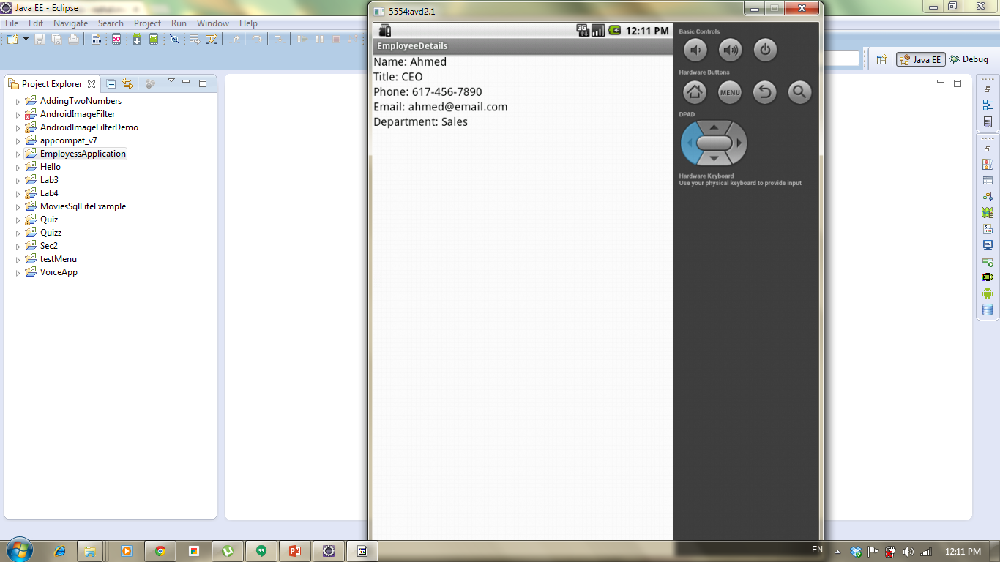 Java EE - Eclipse
File Edit Navigate Search Project Run Window Help
Java EE
Debug
Project Explorer
AddingTwoNumbers
AndroidImageFilter
AndroidImageFilterDemo
appcompat_v7
EmployessApplication
Hello
Lab3
Lab4
MoviesSqlLiteExample
Quiz
Quizz
Sec2
testMenu
VoiceApp
5554:avd2.1
3G 12:11 PM
EmployeeDetails
Name: Ahmed
Title: CEO
Phone: 617-456-7890
Email: ahmed@email.com
Department: Sales
Basic Controls
Hardware Buttons
MENU
DPAD
Hardware Keyboard
Use your physical keyboard to provide input
EN 12:11 PM